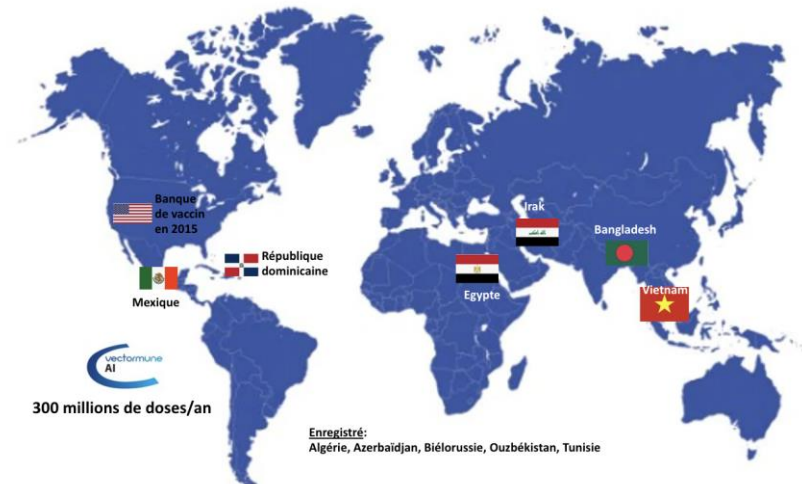 Banque
de vaccin
en 2015
République
dominicaine
Mexique
Irak
Bangladesh
Egypte
Vietnam
vectormune
AI
300 millions de doses/an
Enregistré:
Algérie, Azerbaïdjan, Biélorussie, Ouzbékistan, Tunisie